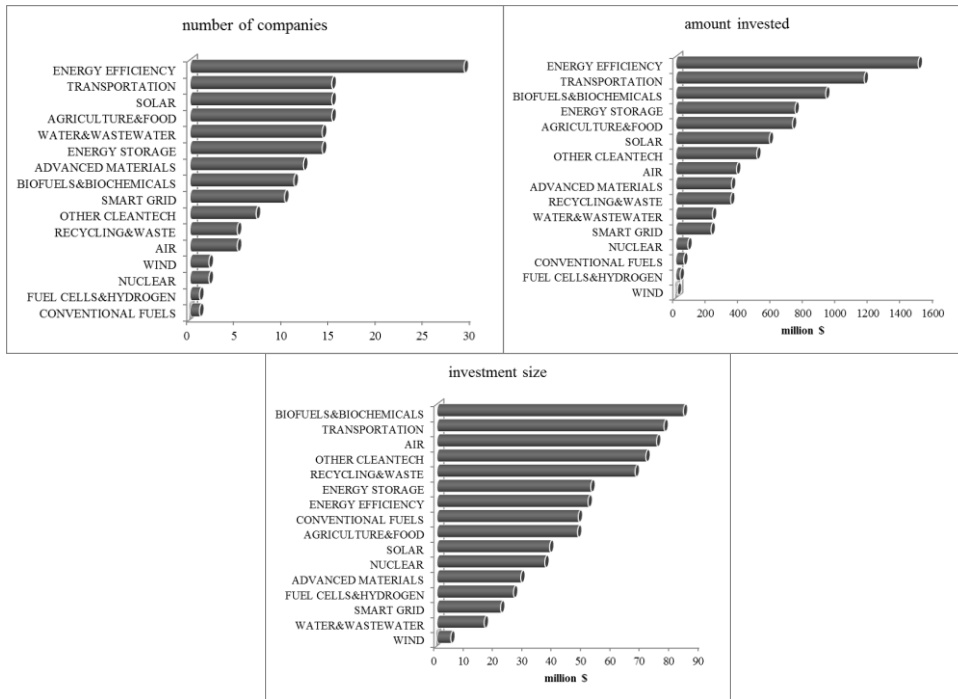 number of companies
ENERGY EFFICIENCY
TRANSPORTATION
SOLAR
AGRICULTURE&FOOD
WATER&WASTEWATER
ENERGY STORAGE
ADVANCED MATERIALS
BIOFUELS&BIOCHEMICALS
SMART GRID
OTHER CLEANTECH
RECYCLING&WASTE
AIR
WIND
NUCLEAR
FUEL CELLS&HYDROGEN
CONVENTIONAL FUELS
0 5 10 15 20 25 30
amount invested
ENERGY EFFICIENCY
TRANSPORTATION
BIOFUELS&BIOCHEMICALS
ENERGY STORAGE
AGRICULTURE&FOOD
SOLAR
OTHER CLEANTECH
AIR
ADVANCED MATERIALS
RECYCLING&WASTE
WATER&WASTEWATER
SMART GRID
NUCLEAR
CONVENTIONAL FUELS
FUEL CELLS&HYDROGEN
WIND
0 200 400 600 800 1000 1200 1400 1600
million $
investment size
BIOFUELS&BIOCHEMICALS
TRANSPORTATION
AIR
OTHER CLEANTECH
RECYCLING&WASTE
ENERGY STORAGE
ENERGY EFFICIENCY
CONVENTIONAL FUELS
AGRICULTURE&FOOD
SOLAR
NUCLEAR
ADVANCED MATERIALS
FUEL CELLS&HYDROGEN
SMART GRID
WATER&WASTEWATER
WIND
0 10 20 30 40 50 60 70 80 90
million $